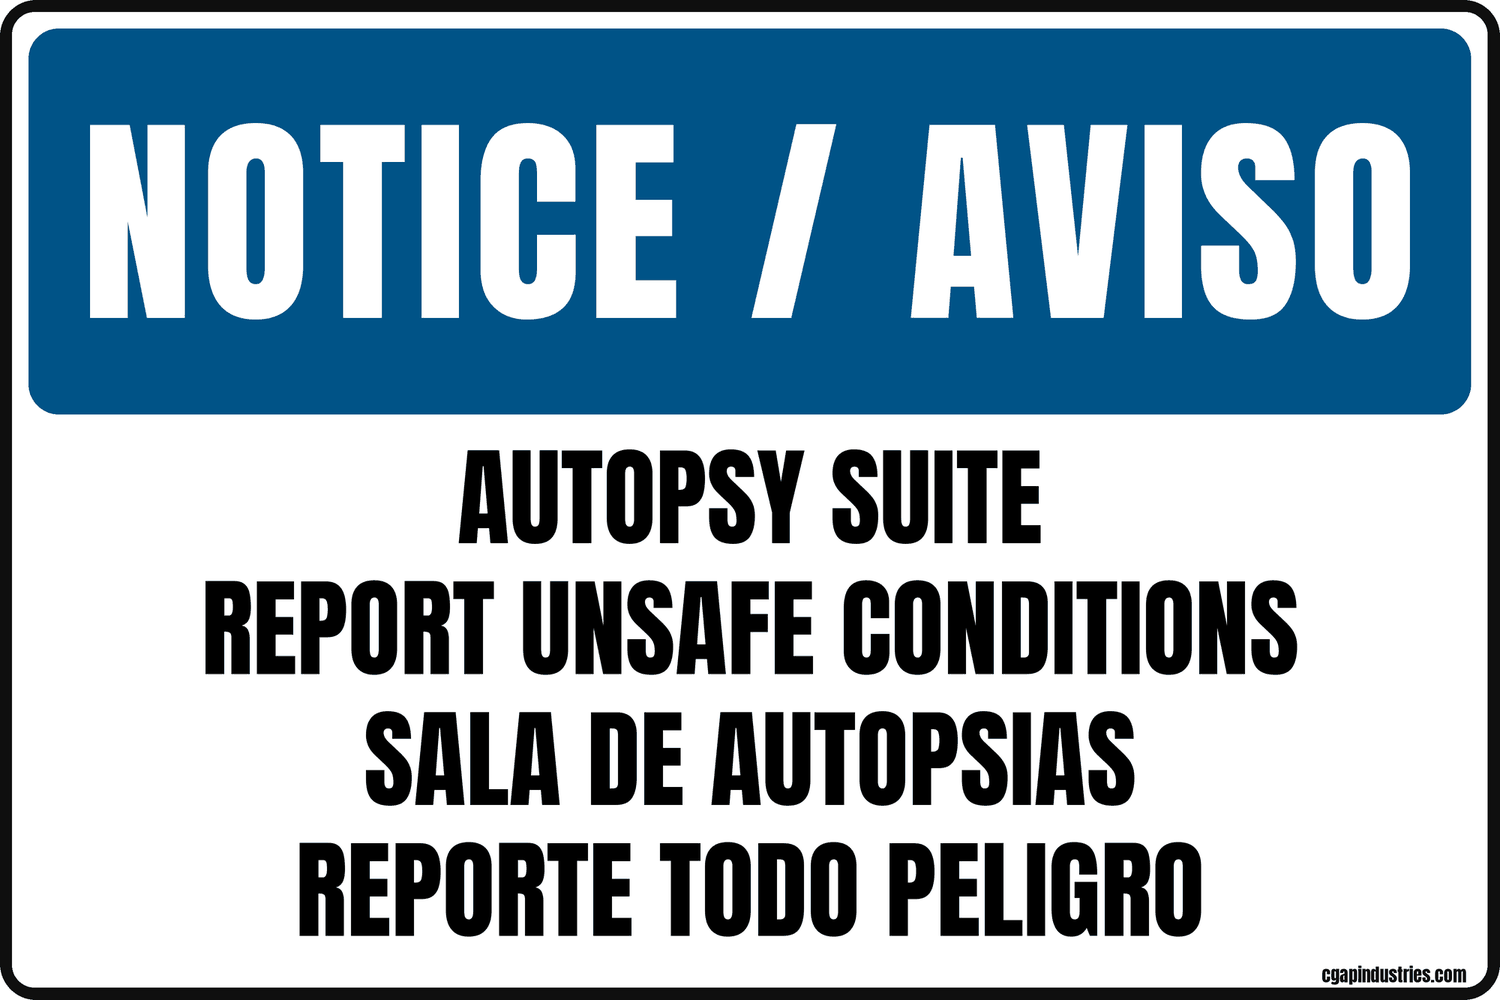 NOTICE / AVISO
AUTOPSY SUITE
REPORT UNSAFE CONDITIONS
SALA DE AUTOPSIAS
REPORTE TODO PELIGRO
cgapindustries.com